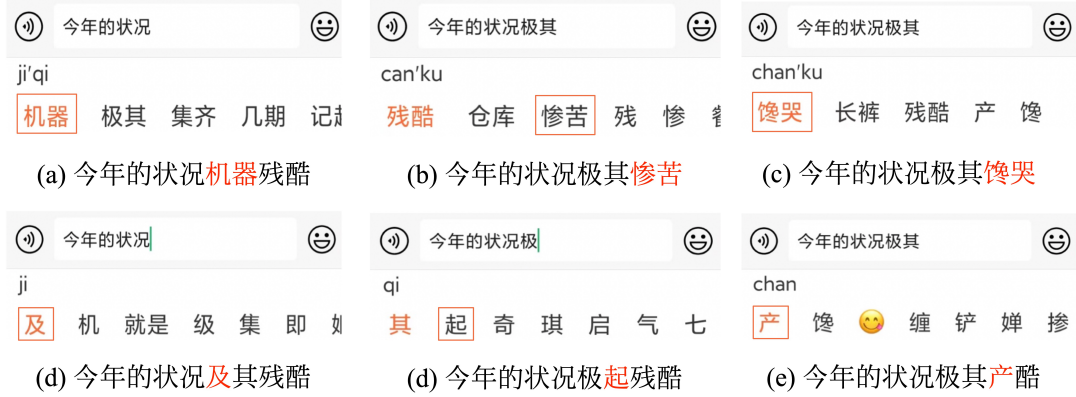 今年的状况
ji'qi
机器 极其 集齐 几期
(a) 今年的状况机器残酷
今年的状况极其
can'ku
残酷 仓库 惨苦 残 惨
(b) 今年的状况极其惨苦
今年的状况极其
chan'ku
馋哭 长裤 残酷 产 馋
(c) 今年的状况极其馋哭
今年的状况
ji
及 机 就是 级 集 即
(d) 今年的状况及其残酷
今年的状况极
qi
其 起 奇 琪 启 气 七
(d) 今年的状况极起残酷
今年的状况极其
chan
产 馋 😋 缠 铲 婵 掺
(e) 今年的状况极其产酷